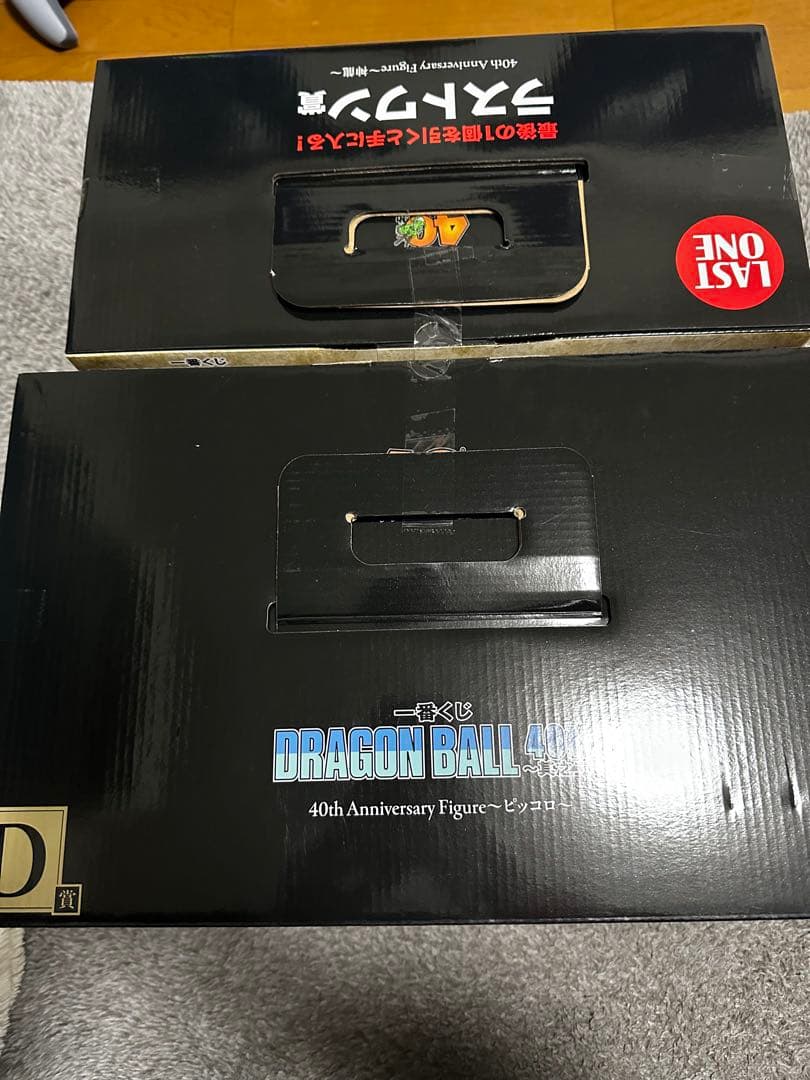 40th Anniversary Figure～神龍～
ラストワン賞
最後の1個を引くと手に入る！
LAST
ONE
40
一番くじ
一番くじ
DRAGON BALL
40th Anniversary Figure～ピッコロ～
D
賞